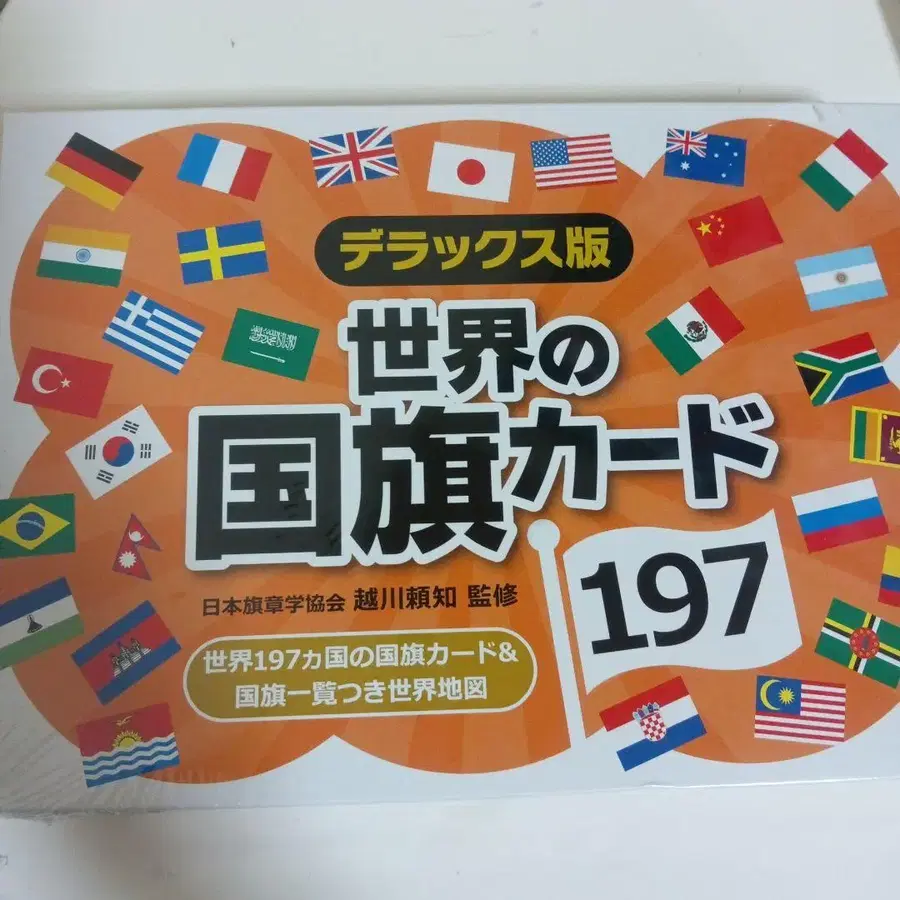 デラックス版
世界の
国旗カード
197
日本旗章学協会 越川頼知 監修
世界197ヵ国の国旗カード&
国旗一覧つき世界地図